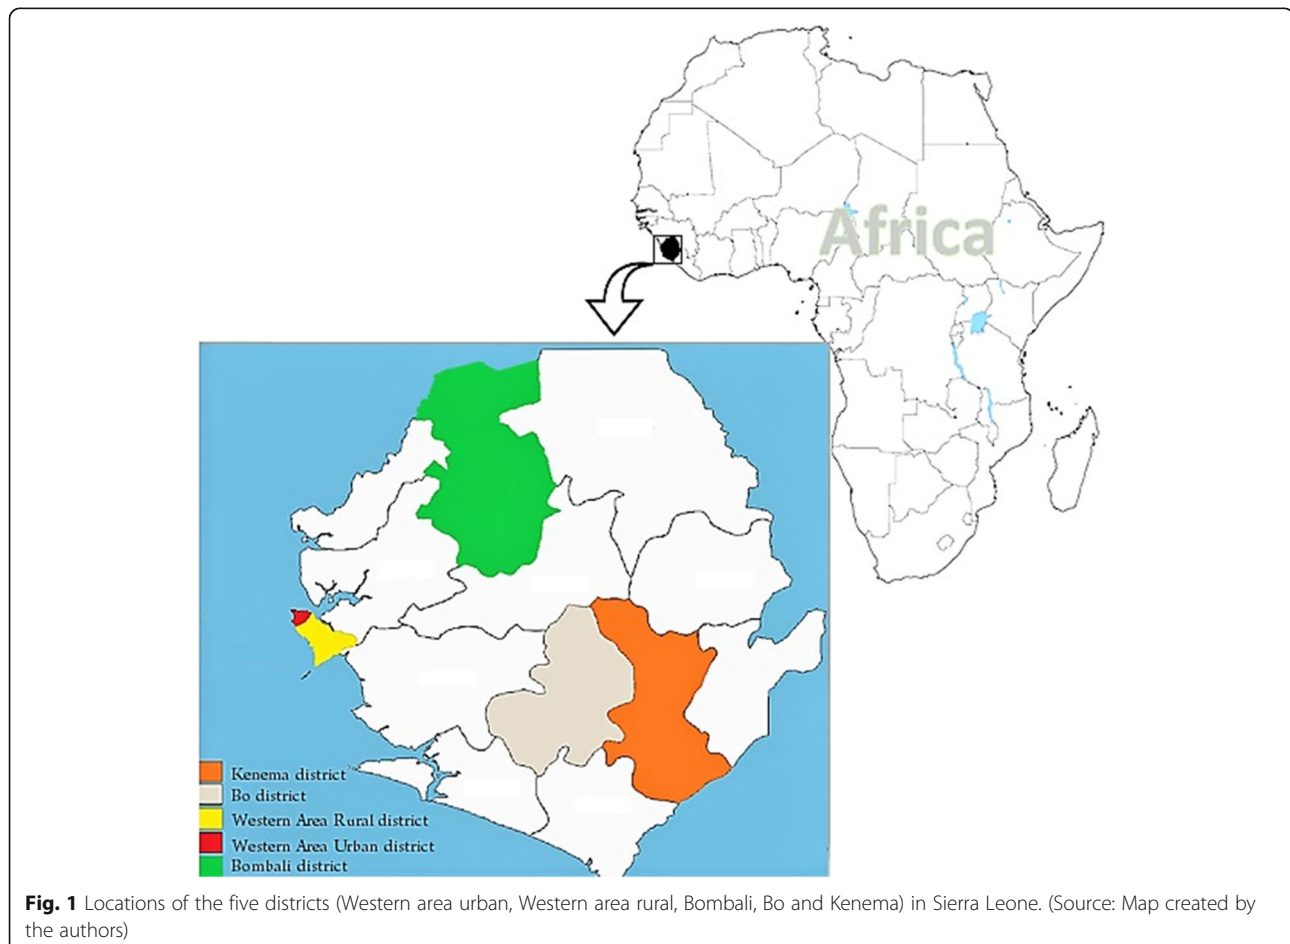 Africa
Kenema district
Bo district
Western Area Rural district
Western Area Urban district
Bombali district
Fig. 1 Locations of the five districts (Western area urban, Western area rural, Bombali, Bo and Kenema) in Sierra Leone. (Source: Map created by
the authors)